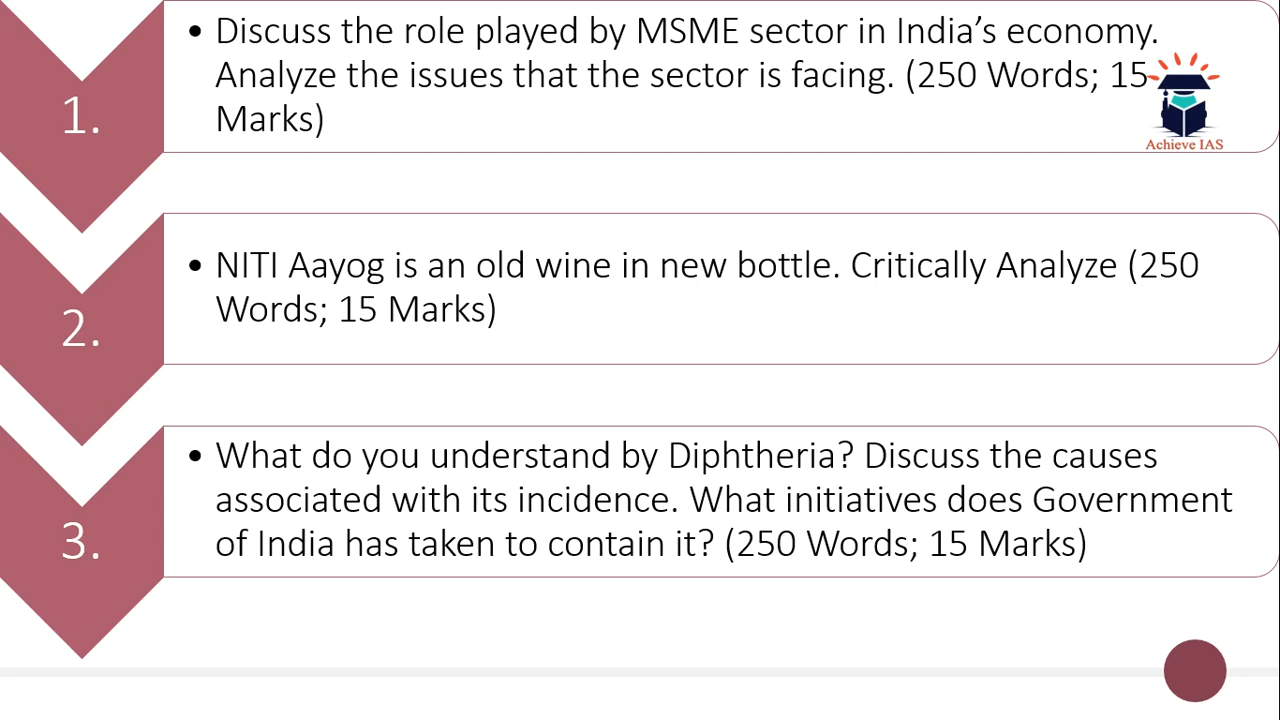 1.
• Discuss the role played by MSME sector in India’s economy.
Analyze the issues that the sector is facing. (250 Words; 15
Marks)
Achieve IAS
2.
• NITI Aayog is an old wine in new bottle. Critically Analyze (250
Words; 15 Marks)
3.
• What do you understand by Diphtheria? Discuss the causes
associated with its incidence. What initiatives does Government
of India has taken to contain it? (250 Words; 15 Marks)